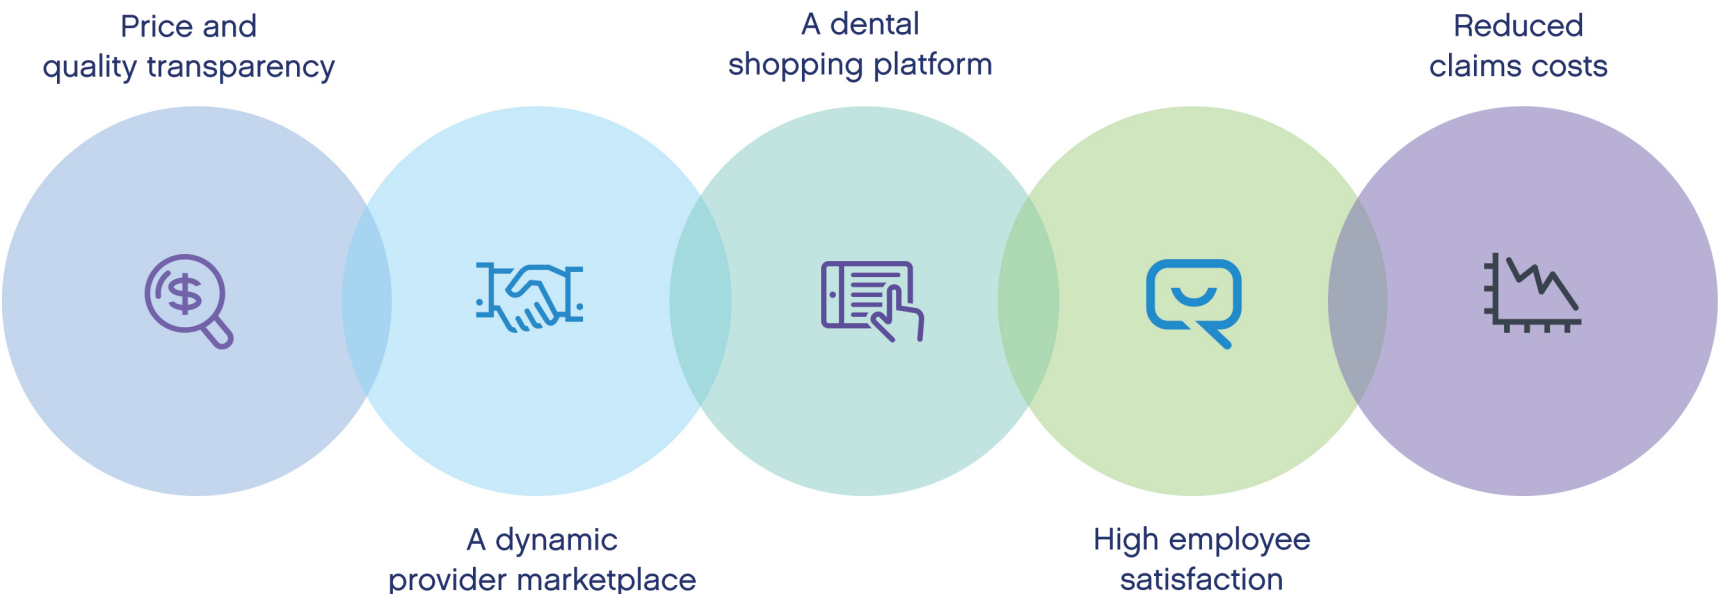 Price and
quality transparency
A dynamic
provider marketplace
A dental
shopping platform
High employee
satisfaction
Reduced
claims costs